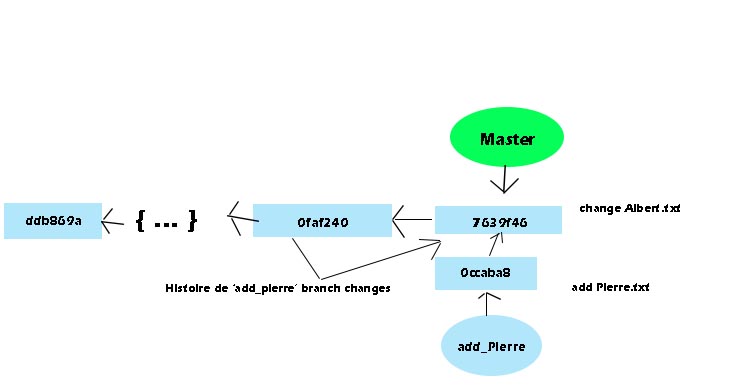 Master
change Albert.txt
ddb869a
{ ... }
0faf240
7639f46
0ccaba8
Histoire de 'add_pierre' branch changes
add Pierre.txt
add_Pierre